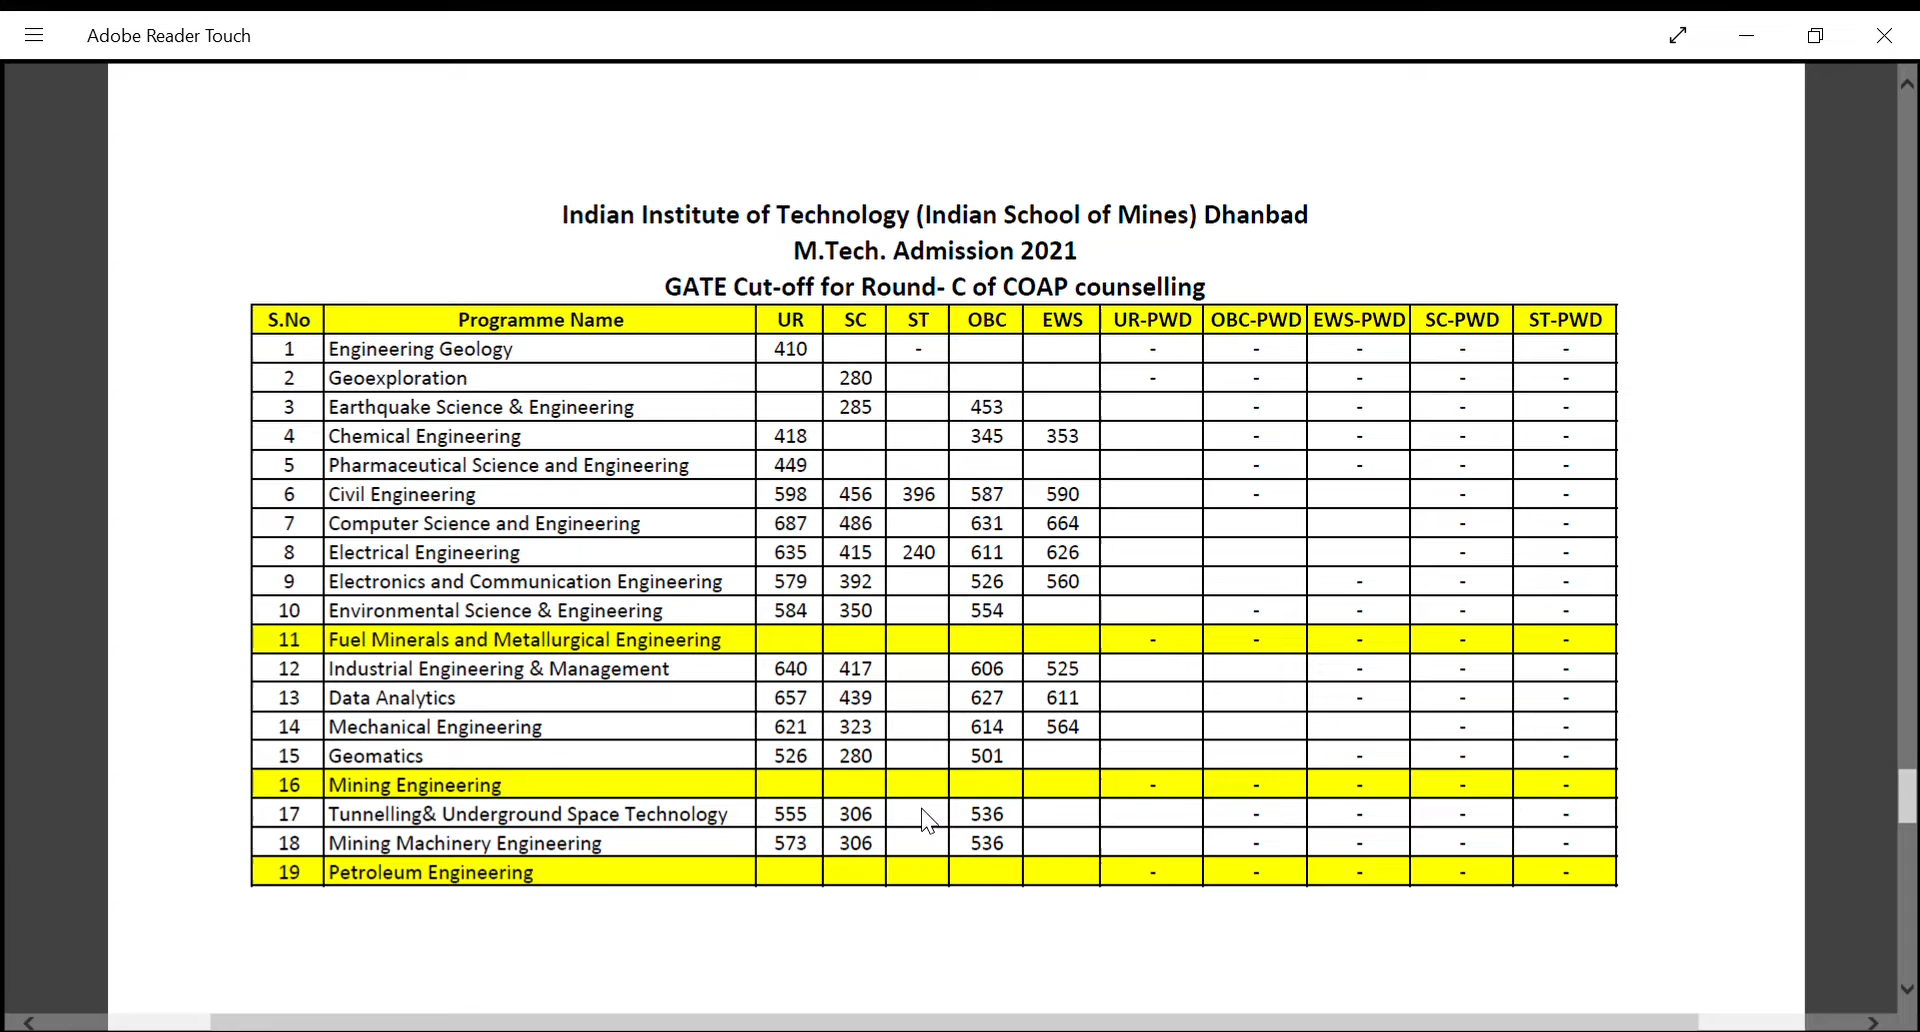 Adobe Reader Touch
Indian Institute of Technology (Indian School of Mines) Dhanbad
M.Tech. Admission 2021
GATE Cut-off for Round- C of COAP counselling
S.No Programme Name UR SC ST OBC EWS UR-PWD OBC-PWD EWS-PWD SC-PWD ST-PWD
1 Engineering Geology 410 - - - - - -
2 Geoexploration 280 - - - - -
3 Earthquake Science & Engineering 285 453 - - - -
4 Chemical Engineering 418 345 353 - - - -
5 Pharmaceutical Science and Engineering 449 - - - -
6 Civil Engineering 598 456 396 587 590 - - -
7 Computer Science and Engineering 687 486 631 664 - -
8 Electrical Engineering 635 415 240 611 626 - -
9 Electronics and Communication Engineering 579 392 526 560 - - -
10 Environmental Science & Engineering 584 350 554 - - - -
11 Fuel Minerals and Metallurgical Engineering - - - - -
12 Industrial Engineering & Management 640 417 606 525 - - -
13 Data Analytics 657 439 627 611 - - -
14 Mechanical Engineering 621 323 614 564 - -
15 Geomatics 526 280 501 - - -
16 Mining Engineering - - - - -
17 Tunnelling& Underground Space Technology 555 306 536 - - - -
18 Mining Machinery Engineering 573 306 536 - - - -
19 Petroleum Engineering - - - - -